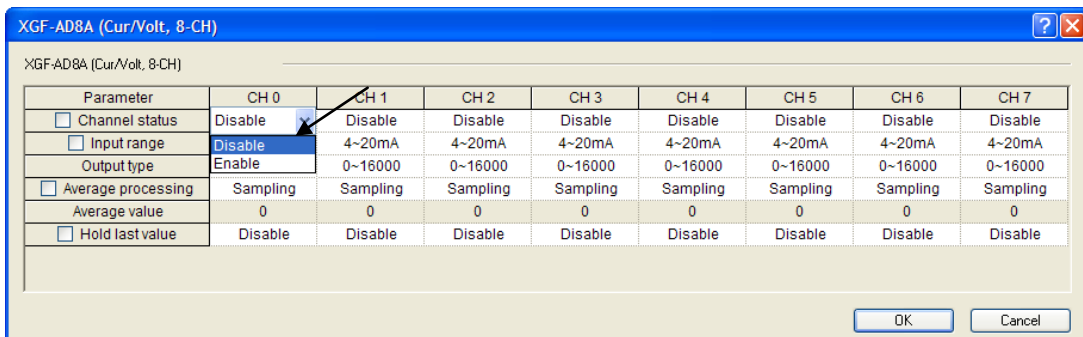 XGF-AD8A (Cur/Volt, 8-CH)
XGF-AD8A (Cur/Volt, 8-CH)
Parameter CH 0 CH 1 CH 2 CH 3 CH 4 CH 5 CH 6 CH 7
Channel status Disable Disable Disable Disable Disable Disable Disable Disable
Input range Disable 4~20mA 4~20mA 4~20mA 4~20mA 4~20mA 4~20mA 4~20mA
Output type Enable 0~16000 0~16000 0~16000 0~16000 0~16000 0~16000 0~16000
Average processing Sampling Sampling Sampling Sampling Sampling Sampling Sampling Sampling
Average value 0 0 0 0 0 0 0 0
Hold last value Disable Disable Disable Disable Disable Disable Disable Disable
OK Cancel